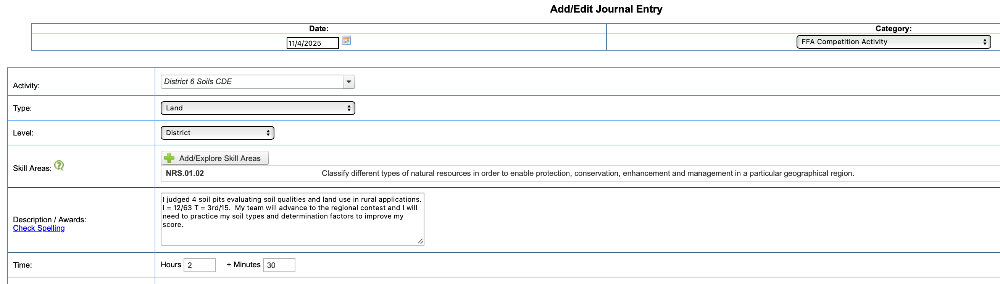 Add/Edit Journal Entry
Date:
Category:
11/4/2025
FFA Competition Activity
Activity:
District 6 Soils CDE
Type:
Land
Level:
District
Skill Areas:
Add/Explore Skill Areas
NRS.01.02 Classify different types of natural resources in order to enable protection, conservation, enhancement and management in a particular geographical region.
Description / Awards:
Check Spelling
I judged 4 soil pits evaluating soil qualities and land use in rural applications.
I = 12/63 T = 3rd/15.  My team will advance to the regional contest and I will
need to practice my soil types and determination factors to improve my
score.
Time:
Hours 2 + Minutes 30